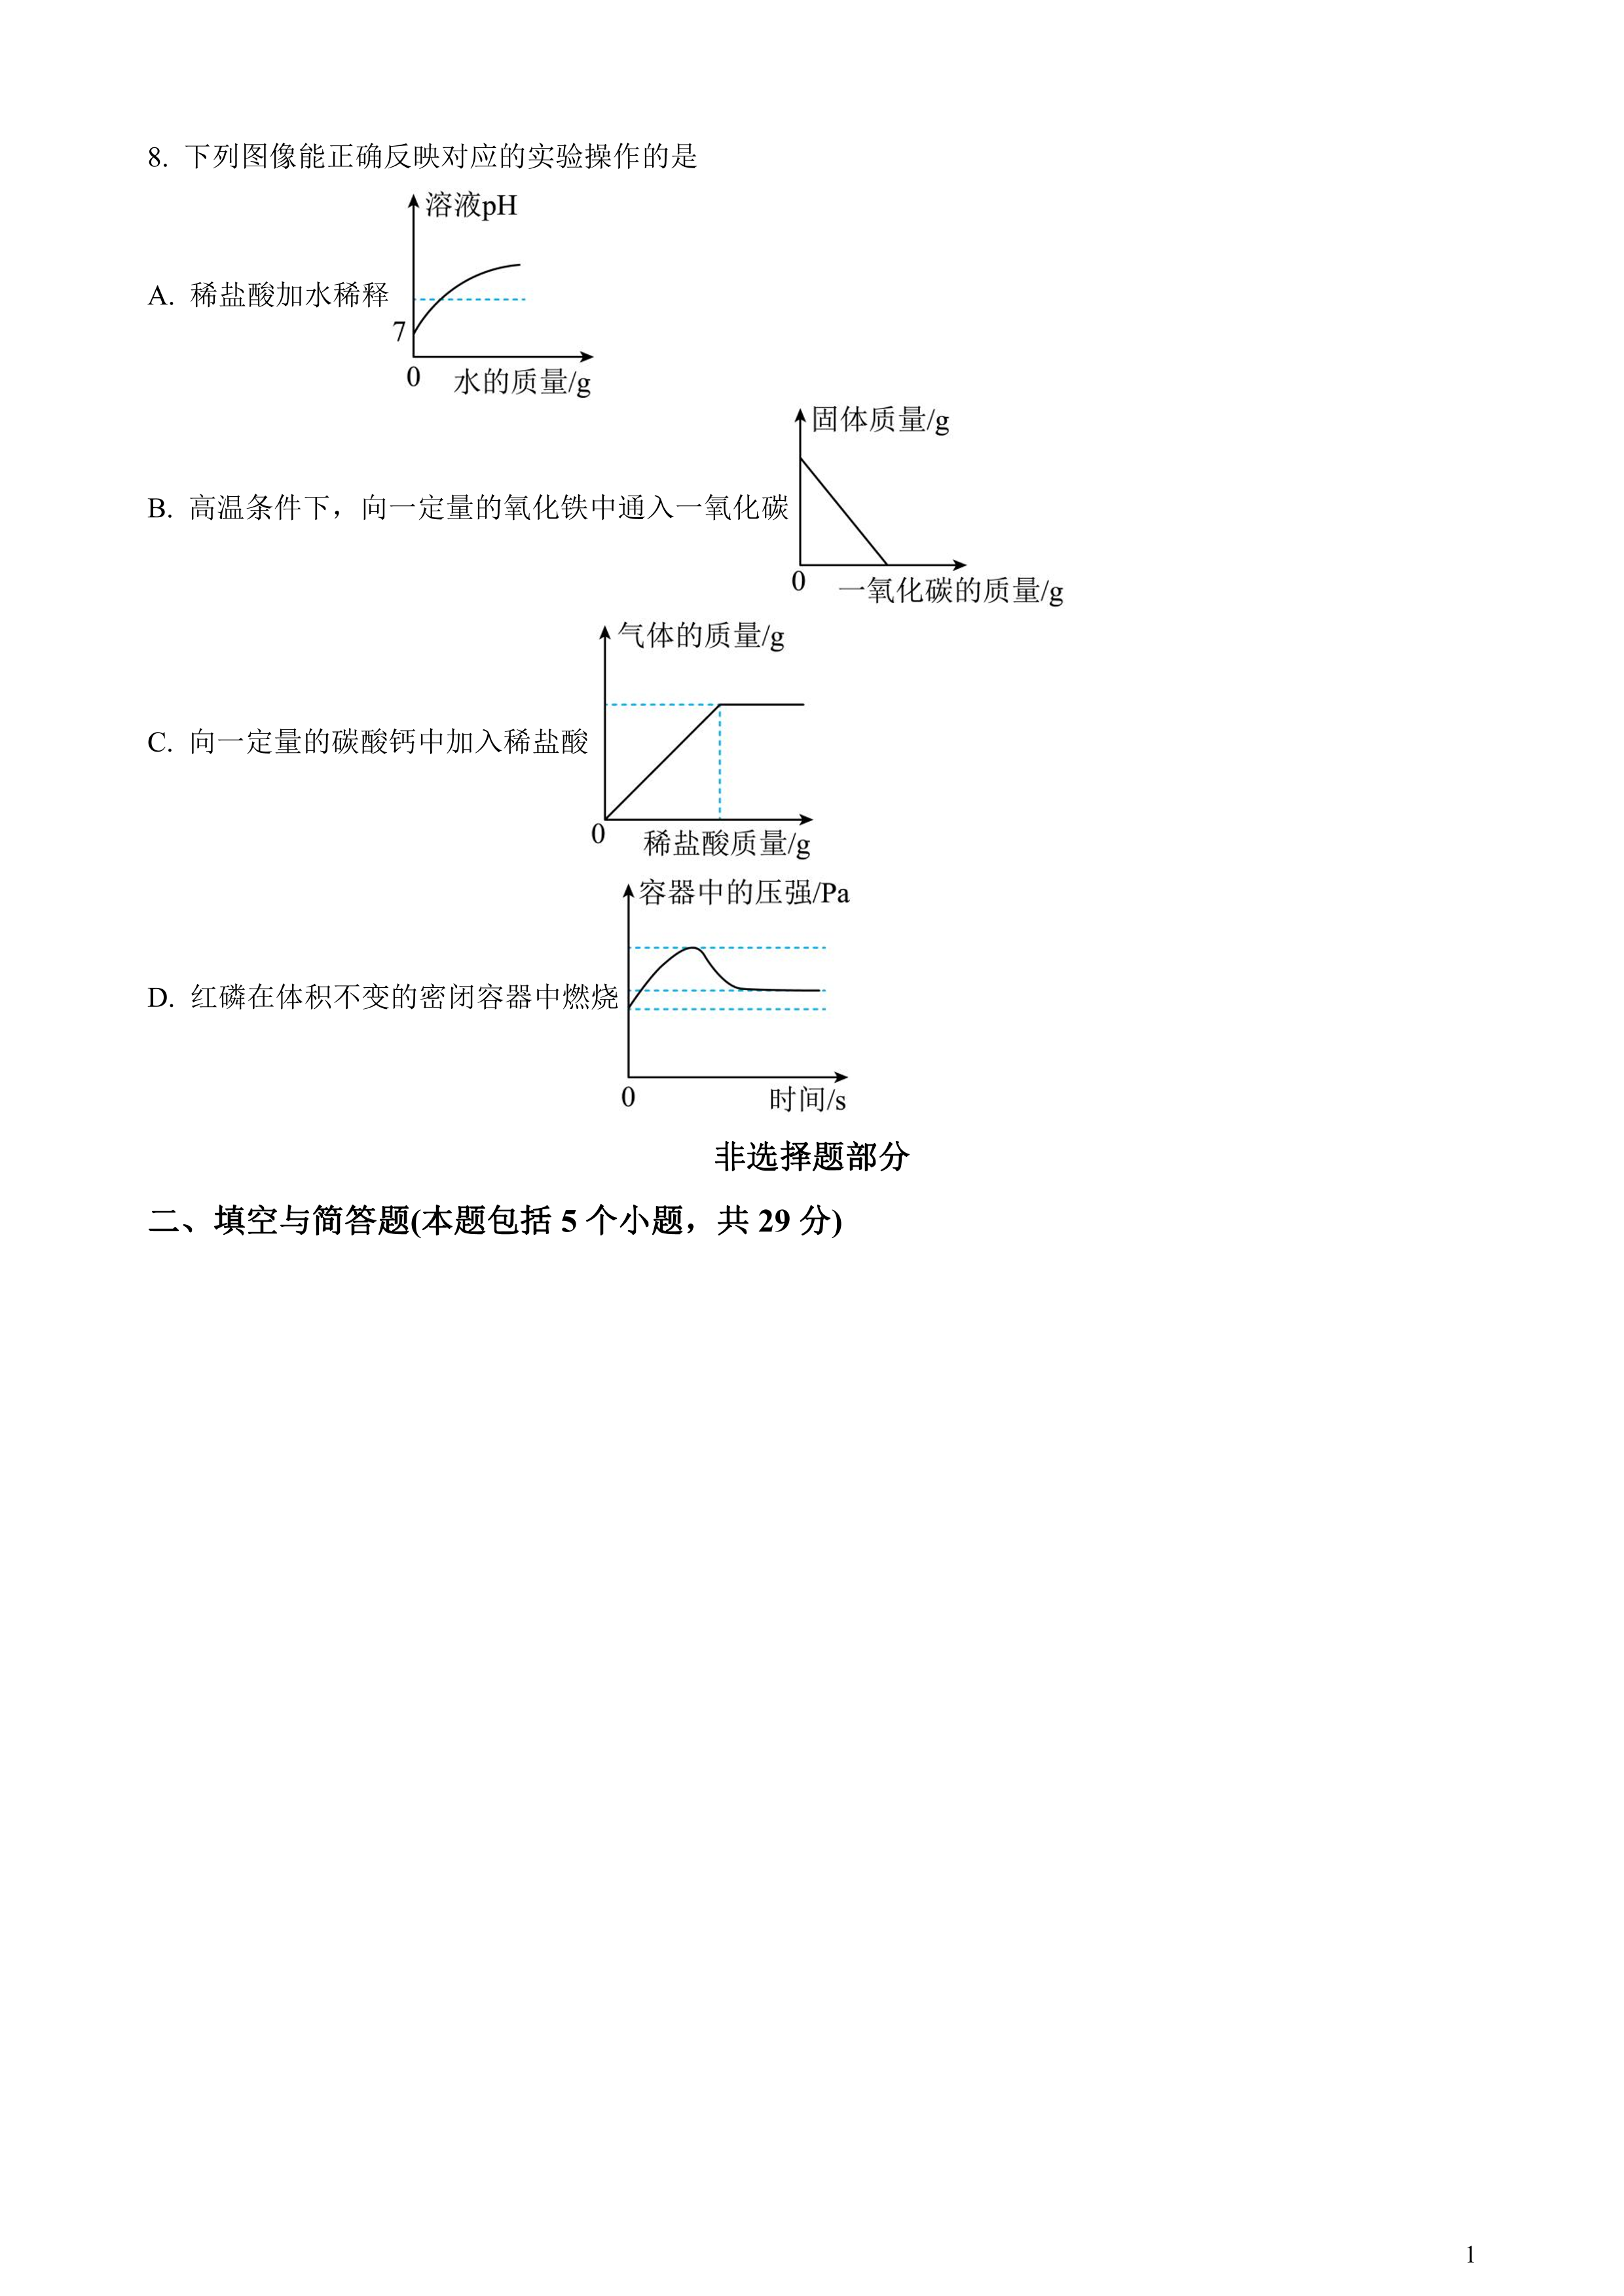 8. 下列图像能正确反映对应的实验操作的是
溶液pH
A. 稀盐酸加水稀释
7
0
水的质量/g
固体质量/g
B. 高温条件下，向一定量的氧化铁中通入一氧化碳
0
一氧化碳的质量/g
气体的质量/g
C. 向一定量的碳酸钙中加入稀盐酸
0
稀盐酸质量/g
容器中的压强/Pa
D. 红磷在体积不变的密闭容器中燃烧
0
时间/s
非选择题部分
二、填空与简答题(本题包括 5 个小题，共 29 分)
1